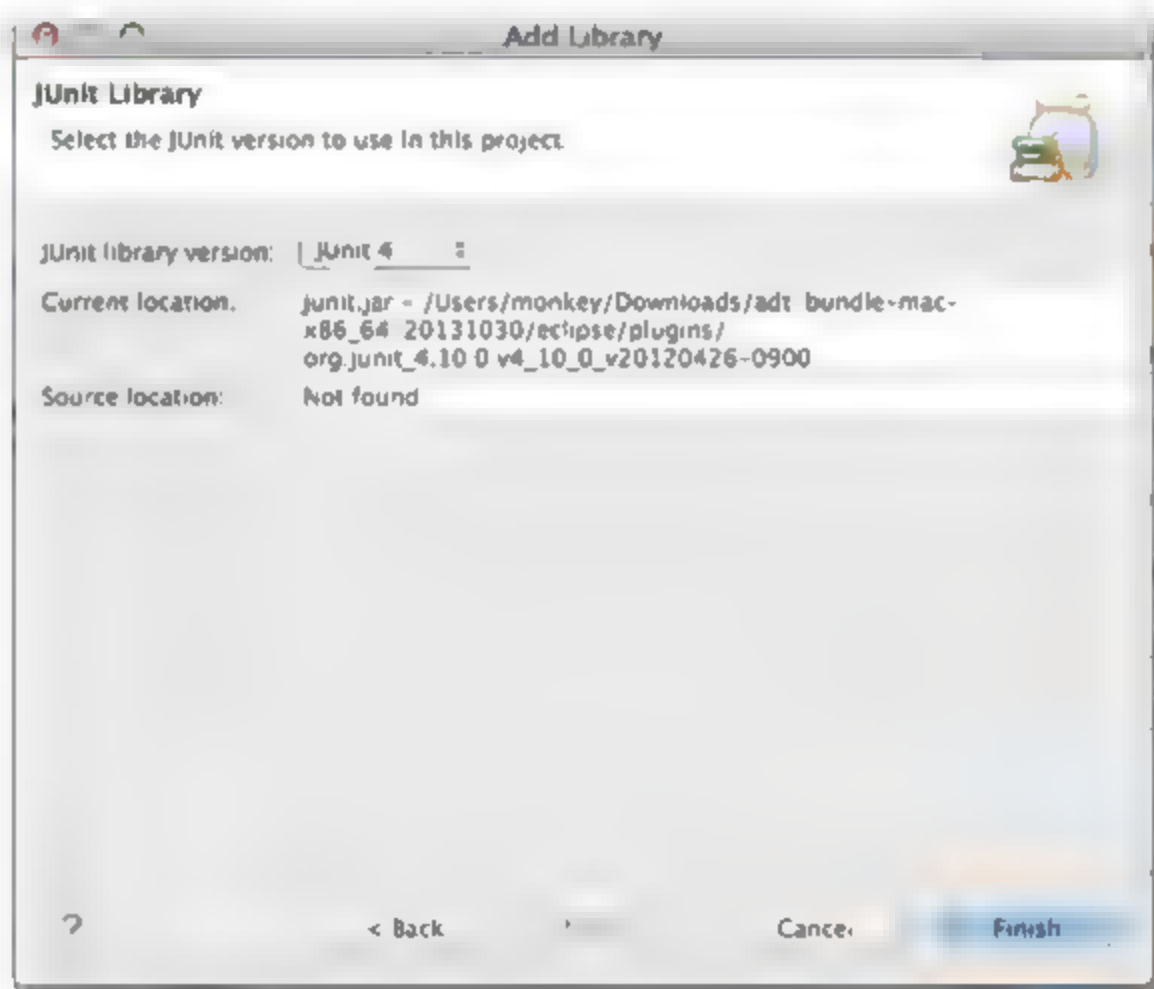 Add Library
JUnit Library
Select the JUnit version to use in this project.
JUnit library version: JUnit 4
Current location: junit.jar - /Users/monkey/Downloads/adt-bundle-mac-
x86_64-20131030/eclipse/plugins/
org.junit_4.10.0.v4_10_0_v20120426-0900
Source location: Not found
? < Back Cancel Finish